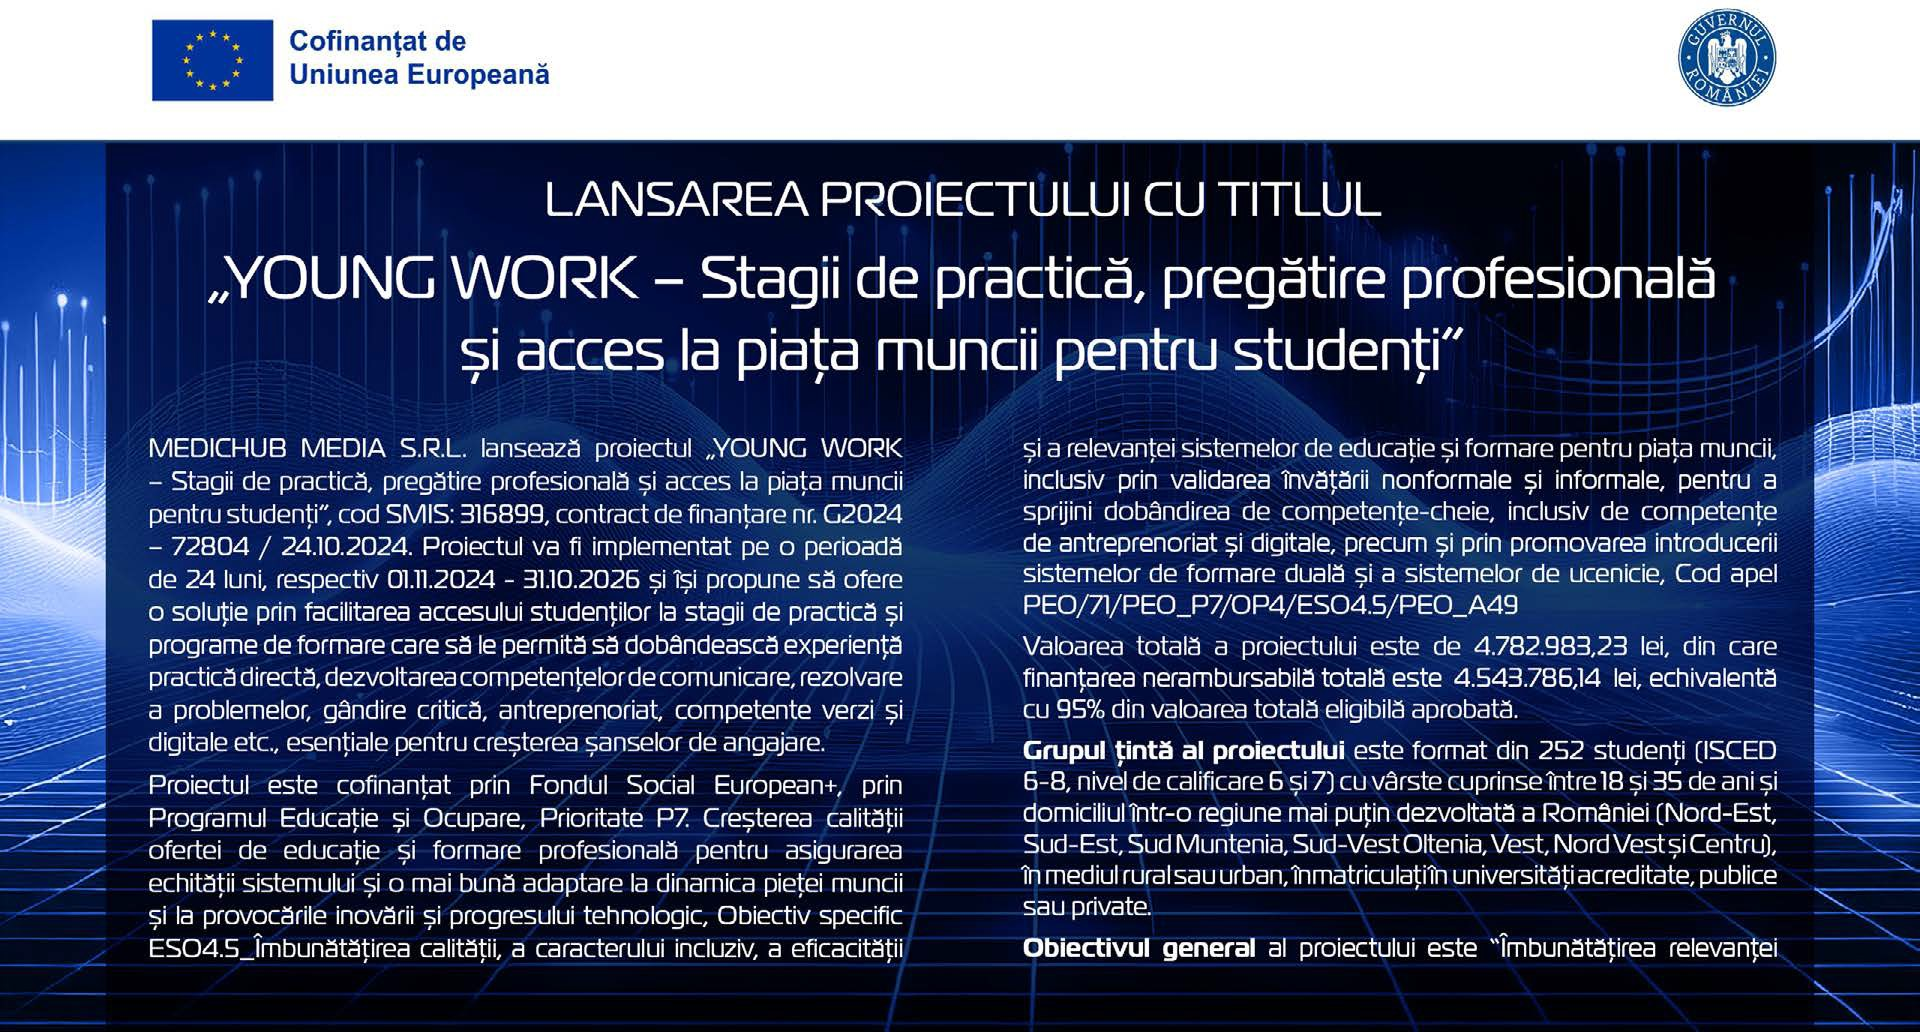 Cofinanțat de
Uniunea Europeană
GUVERNUL ROMÂNIEI
LANSAREA PROIECTULUI CU TITLUL
„YOUNG WORK – Stagii de practică, pregătire profesională
și acces la piața muncii pentru studenți”
MEDICHUB MEDIA S.R.L. lansează proiectul „YOUNG WORK
– Stagii de practică, pregătire profesională și acces la piața muncii
pentru studenți”, cod SMIS: 316899, contract de finanțare nr. G2024
– 72804 / 24.10.2024. Proiectul va fi implementat pe o perioadă
de 24 luni, respectiv 01.11.2024 - 31.10.2026 și își propune să ofere
o soluție prin facilitarea accesului studenților la stagii de practică și
programe de formare care să le permită să dobândească experiență
practică directă, dezvoltarea competențelor de comunicare, rezolvare
a problemelor, gândire critică, antreprenoriat, competente verzi și
digitale etc., esențiale pentru creșterea șanselor de angajare.
Proiectul este cofinanțat prin Fondul Social European+, prin
Programul Educație și Ocupare, Prioritate P7. Creșterea calității
ofertei de educație și formare profesională pentru asigurarea
echității sistemului și o mai bună adaptare la dinamica pieței muncii
și la provocările inovării și progresului tehnologic, Obiectiv specific
ESO4.5_Îmbunătățirea calității, a caracterului incluziv, a eficacității
și a relevanței sistemelor de educație și formare pentru piața muncii,
inclusiv prin validarea învățării nonformale și informale, pentru a
sprijini dobândirea de competențe-cheie, inclusiv de competențe
de antreprenoriat și digitale, precum și prin promovarea introducerii
sistemelor de formare duală și a sistemelor de ucenicie, Cod apel
PEO/71/PEO_P7/OP4/ESO4.5/PEO_A49
Valoarea totală a proiectului este de 4.782.983,23 lei, din care
finanțarea nerambursabilă totală este 4.543.786,14 lei, echivalentă
cu 95% din valoarea totală eligibilă aprobată.
Grupul țintă al proiectului este format din 252 studenți (ISCED
6-8, nivel de calificare 6 și 7) cu vârste cuprinse între 18 și 35 de ani și
domiciliul într-o regiune mai puțin dezvoltată a României (Nord-Est,
Sud-Est, Sud Muntenia, Sud-Vest Oltenia, Vest, Nord Vest și Centru),
în mediul rural sau urban, înmatriculați în universități acreditate, publice
sau private.
Obiectivul general al proiectului este “Îmbunătățirea relevanței